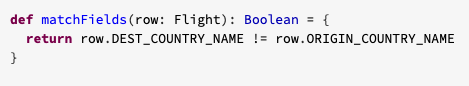 def matchFields(row: Flight): Boolean = {
  return row.DEST_COUNTRY_NAME != row.ORIGIN_COUNTRY_NAME
}